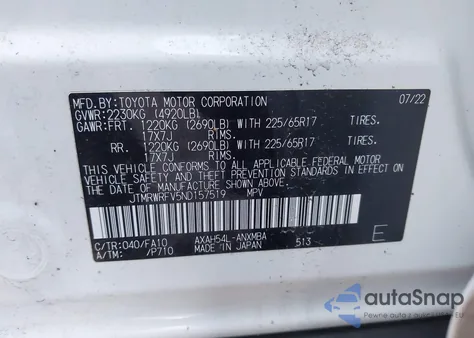 MFD.BY:TOYOTA MOTOR CORPORATION 07/22
GVWR:2230KG (4920LB)
GAWR:FRT. 1220KG (2690LB) WITH 225/65R17 TIRES.
17X7J RIMS.
RR. 1220KG (2690LB) WITH 225/65R17 TIRES.
17X7J RIMS.
THIS VEHICLE CONFORMS TO ALL APPLICABLE FEDERAL MOTOR
VEHICLE SAFETY AND THEFT PREVENTION STANDARDS IN EFFECT
ON THE DATE OF MANUFACTURE SHOWN ABOVE.
JTMRWRFV5ND157519 MPV
C/TR:040/FA10 AXAH54L-ANXMBA
A/TM: /P710 MADE IN JAPAN 513 E
autoSnap